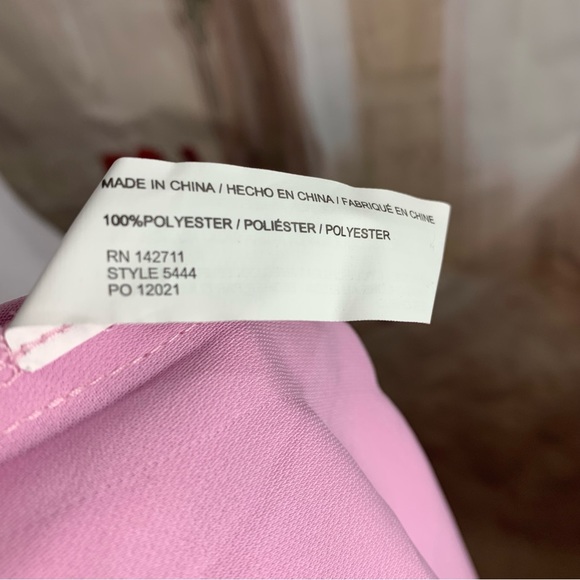 MADE IN CHINA / HECHO EN CHINA / FABRIQUÉ EN CHINE
100%POLYESTER / POLIÉSTER / POLYESTER
RN 142711
STYLE 5444
PO 12021